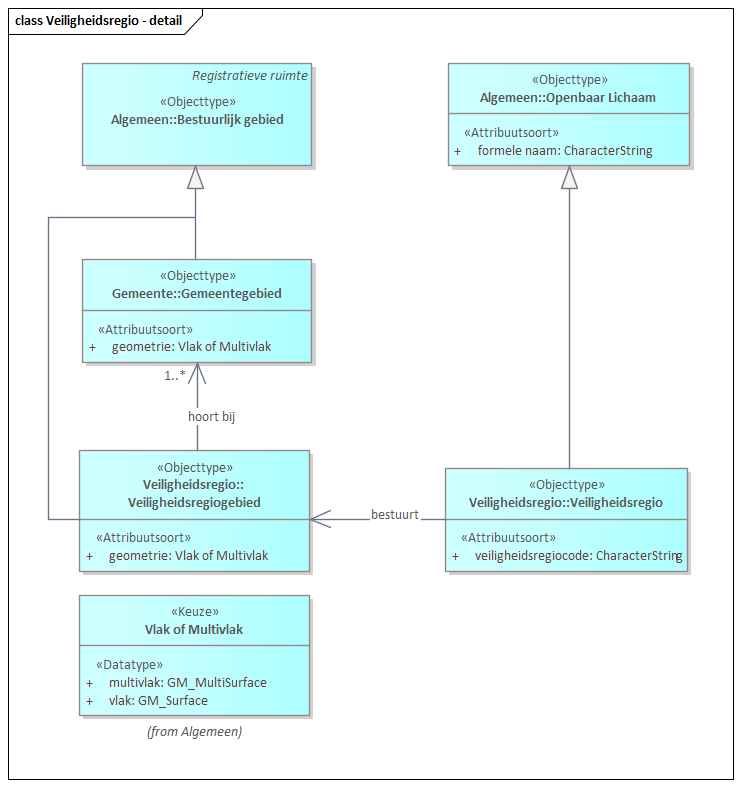 class Veiligheidsregio - detail
Registratieve ruimte
«Objecttype»
Algemeen::Bestuurlijk gebied
«Objecttype»
Algemeen::Openbaar Lichaam
«Attribuutsoort»
+ formele naam: CharacterString
«Objecttype»
Gemeente::Gemeentegebied
«Attribuutsoort»
+ geometrie: Vlak of Multivlak
1..*
hoort bij
«Objecttype»
Veiligheidsregio::
Veiligheidsregiogebied
«Attribuutsoort»
+ geometrie: Vlak of Multivlak
bestuurt
«Objecttype»
Veiligheidsregio::Veiligheidsregio
«Attribuutsoort»
+ veiligheidsregiocode: CharacterString
«Keuze»
Vlak of Multivlak
«Datatype»
+ multivlak: GM_MultiSurface
+ vlak: GM_Surface
(from Algemeen)